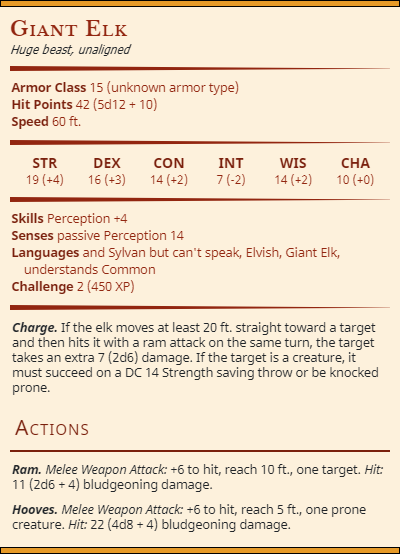 Giant Elk
Huge beast, unaligned
Armor Class 15 (unknown armor type)
Hit Points 42 (5d12 + 10)
Speed 60 ft.
STR DEX CON INT WIS CHA
19 (+4) 16 (+3) 14 (+2) 7 (-2) 14 (+2) 10 (+0)
Skills Perception +4
Senses passive Perception 14
Languages and Sylvan but can't speak, Elvish, Giant Elk,
understands Common
Challenge 2 (450 XP)
Charge. If the elk moves at least 20 ft. straight toward a target
and then hits it with a ram attack on the same turn, the target
takes an extra 7 (2d6) damage. If the target is a creature, it
must succeed on a DC 14 Strength saving throw or be knocked
prone.
Actions
Ram. Melee Weapon Attack: +6 to hit, reach 10 ft., one target. Hit:
11 (2d6 + 4) bludgeoning damage.
Hooves. Melee Weapon Attack: +6 to hit, reach 5 ft., one prone
creature. Hit: 22 (4d8 + 4) bludgeoning damage.